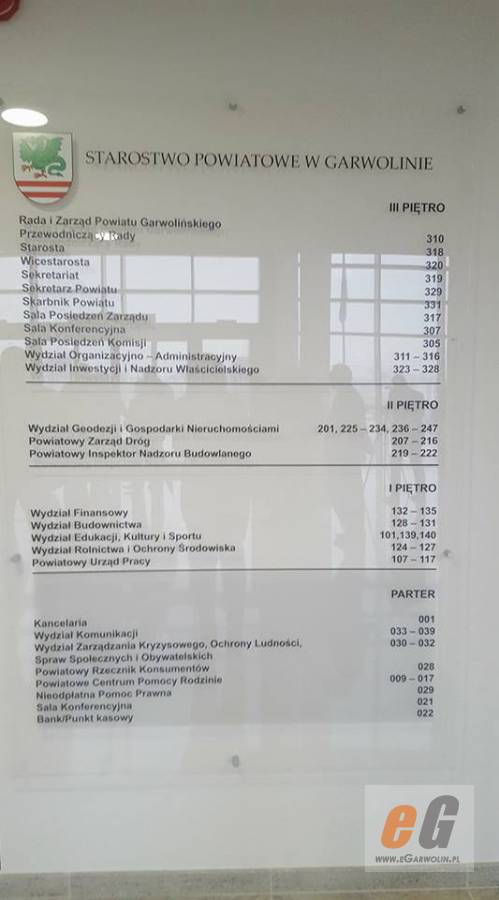 STAROSTWO POWIATOWE W GARWOLINIE
III PIĘTRO
Rada i Zarząd Powiatu Garwolińskiego
Przewodniczący Rady 310
Starosta 318
Wicestarosta 320
Sekretariat 319
Sekretarz Powiatu 329
Skarbnik Powiatu 331
Sala Posiedzeń Zarządu 317
Sala Konferencyjna 307
Sala Posiedzeń Komisji 305
Wydział Organizacyjno – Administracyjny 311 – 316
Wydział Inwestycji i Nadzoru Właścicielskiego 323 – 328
II PIĘTRO
Wydział Geodezji i Gospodarki Nieruchomościami 201, 225 – 234, 236 – 247
Powiatowy Zarząd Dróg 207 – 216
Powiatowy Inspektor Nadzoru Budowlanego 219 – 222
I PIĘTRO
Wydział Finansowy 132 – 135
Wydział Budownictwa 128 – 131
Wydział Edukacji, Kultury i Sportu 101,139,140
Wydział Rolnictwa i Ochrony Środowiska 124 – 127
Powiatowy Urząd Pracy 107 – 117
PARTER
Kancelaria 001
Wydział Komunikacji 033 – 039
Wydział Zarządzania Kryzysowego, Ochrony Ludności, 030 – 032
Spraw Społecznych i Obywatelskich
Powiatowy Rzecznik Konsumentów 028
Powiatowe Centrum Pomocy Rodzinie 009 – 017
Nieodpłatna Pomoc Prawna 029
Sala Konferencyjna 021
Bank/Punkt kasowy 022
eG
www.eGarwolin.pl